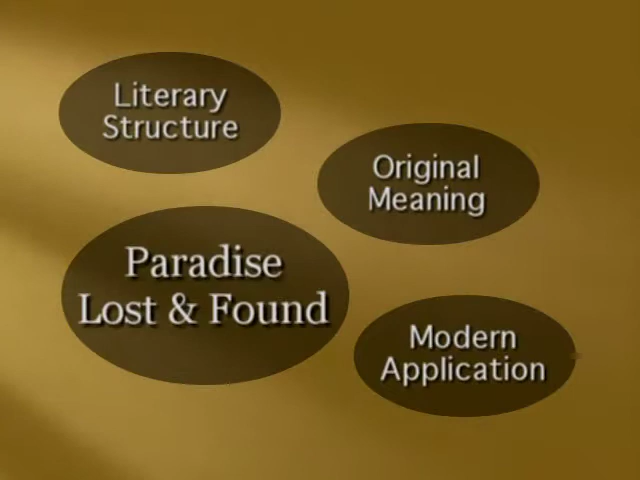 Literary
Structure
Original
Meaning
Paradise
Lost & Found
Modern
Application